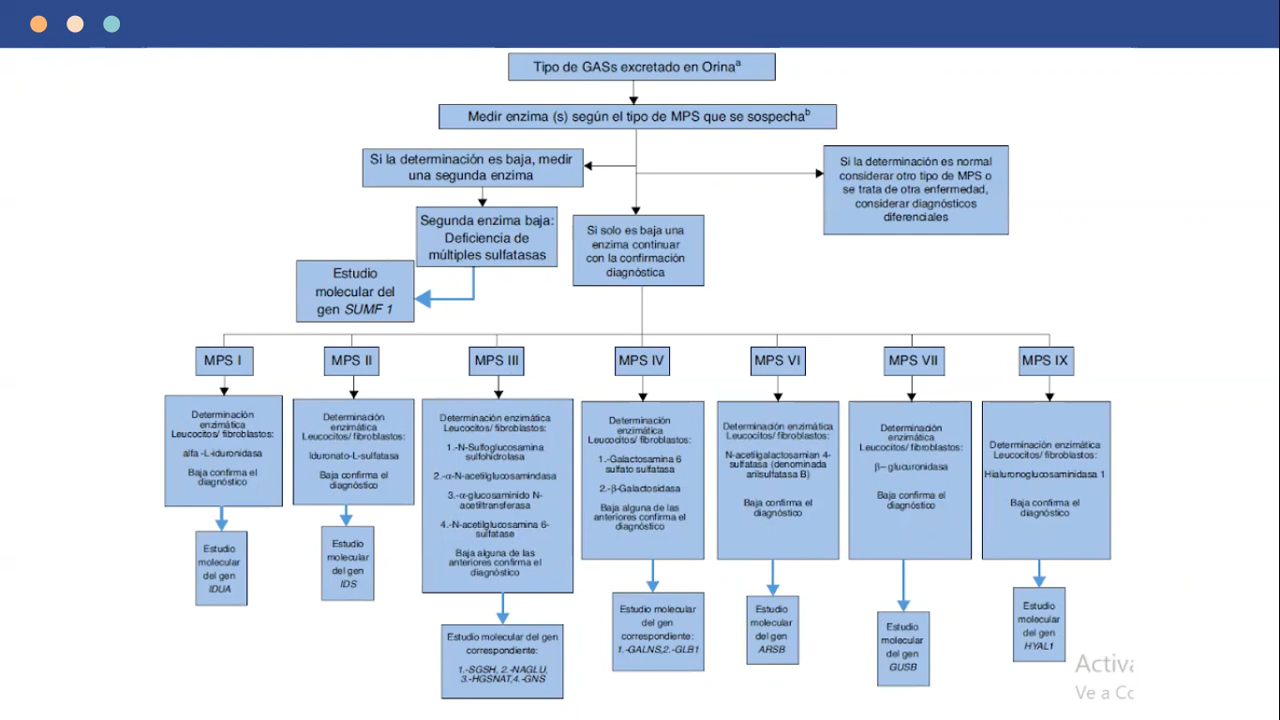 Tipo de GASs excretado en Orinaª
Medir enzima (s) según el tipo de MPS que se sospechaᵇ
Si la determinación es baja, medir
una segunda enzima
Si la determinación es normal
considerar otro tipo de MPS o
se trata de otra enfermedad,
considerar diagnósticos
diferenciales
Segunda enzima baja:
Deficiencia de
múltiples sulfatasas
Si solo es baja una
enzima continuar
con la confirmación
diagnóstica
Estudio
molecular del
gen SUMF 1
MPS I
MPS II
MPS III
MPS IV
MPS VI
MPS VII
MPS IX
Determinación
enzimática
Leucocitos/ fibroblastos:
alfa -L-iduronidasa
Baja confirma el
diagnóstico
Determinación
enzimática
Leucocitos/ fibroblastos:
Iduronato-L-sulfatasa
Baja confirma el
diagnóstico
Determinación enzimática
Leucocitos/ fibroblastos:
1.-N-Sulfoglucosamina
sulfohidrolasa
2.-α-N-acetilglucosamindasa
3.-α-glucosaminido N-
acetiltransferasa
4.-N-acetilglucosamina 6-
sulfatase
Baja alguna de las
anteriores confirma el
diagnóstico
Determinación
enzimática
Leucocitos/ fibroblastos:
1.-Galactosamina 6
sulfato sulfatasa
2.-β-Galactosidasa
Baja alguna de las
anteriores confirma el
diagnóstico
Determinación enzimática
Leucocitos/ fibroblastos:
N-acetilgalactosamian 4-
sulfatasa (denominada
arilsulfatasa B)
Baja confirma el
diagnóstico
Determinación
enzimática
Leucocitos/ fibroblastos:
β– glucuronidasa
Baja confirma el
diagnóstico
Determinación enzimática
Leucocitos/ fibroblastos:
Hialuronoglucosaminidasa 1
Baja confirma el
diagnóstico
Estudio
molecular
del gen
IDUA
Estudio
molecular
del gen
IDS
Estudio molecular del gen
correspondiente:
1.-SGSH, 2.-NAGLU,
3.-HGSNAT,4.-GNS
Estudio molecular
del gen
correspondiente:
1.-GALNS,2.-GLB1
Estudio
molecular
del gen
ARSB
Estudio
molecular
del gen
GUSB
Estudio
molecular
del gen
HYAL1
Activa
Ve a Co